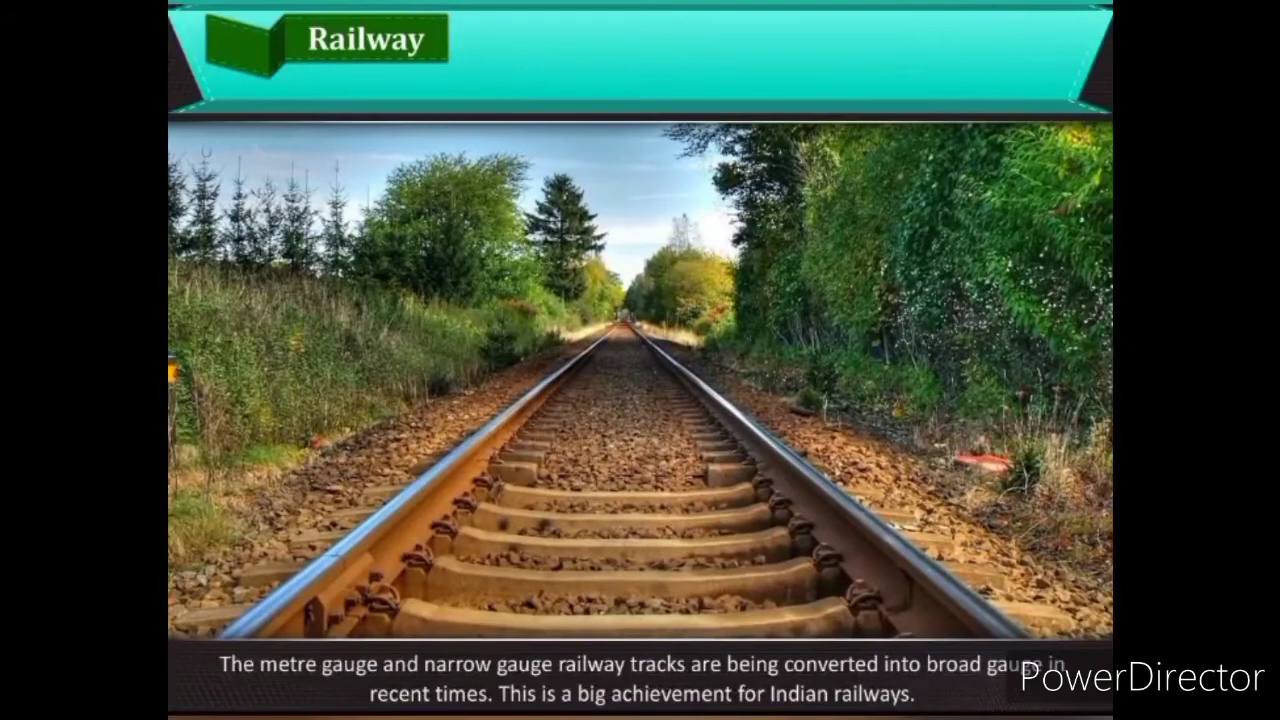 Railway
The metre gauge and narrow gauge railway tracks are being converted into broad gauge in
recent times. This is a big achievement for Indian railways.
PowerDirector